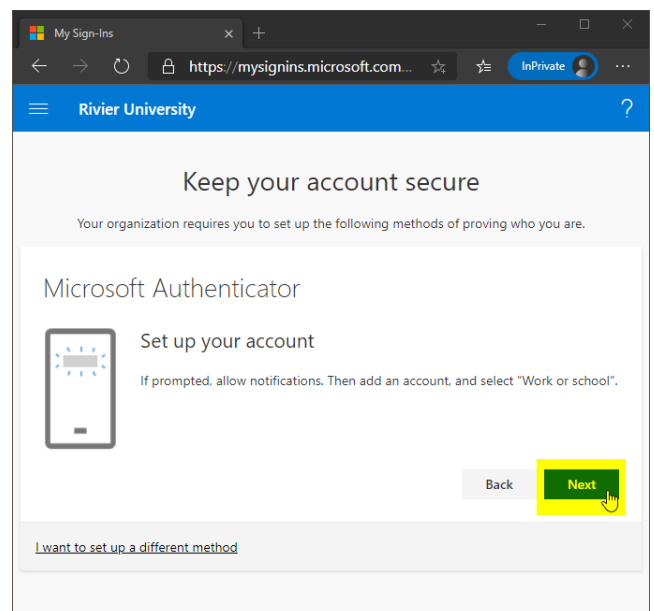 My Sign-Ins
https://mysignins.microsoft.com...
InPrivate
Rivier University
?
Keep your account secure
Your organization requires you to set up the following methods of proving who you are.
Microsoft Authenticator
Set up your account
If prompted, allow notifications. Then add an account, and select "Work or school".
Back
Next
I want to set up a different method